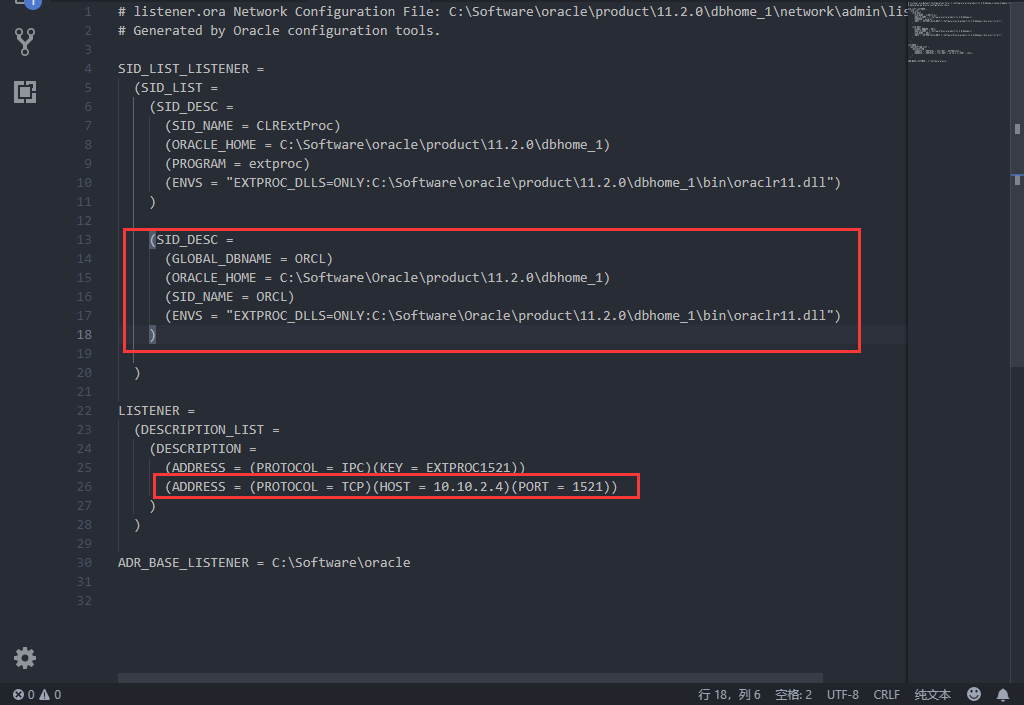 1 # listener.ora Network Configuration File: C:\Software\oracle\product\11.2.0\dbhome_1\network\admin\lis
2 # Generated by Oracle configuration tools.
3
4 SID_LIST_LISTENER =
5   (SID_LIST =
6     (SID_DESC =
7       (SID_NAME = CLRExtProc)
8       (ORACLE_HOME = C:\Software\oracle\product\11.2.0\dbhome_1)
9       (PROGRAM = extproc)
10       (ENVS = "EXTPROC_DLLS=ONLY:C:\Software\oracle\product\11.2.0\dbhome_1\bin\oraclr11.dll")
11     )
12
13     (SID_DESC =
14       (GLOBAL_DBNAME = ORCL)
15       (ORACLE_HOME = C:\Software\Oracle\product\11.2.0\dbhome_1)
16       (SID_NAME = ORCL)
17       (ENVS = "EXTPROC_DLLS=ONLY:C:\Software\Oracle\product\11.2.0\dbhome_1\bin\oraclr11.dll")
18     )
19
20   )
21
22 LISTENER =
23   (DESCRIPTION_LIST =
24     (DESCRIPTION =
25       (ADDRESS = (PROTOCOL = IPC)(KEY = EXTPROC1521))
26       (ADDRESS = (PROTOCOL = TCP)(HOST = 10.10.2.4)(PORT = 1521))
27     )
28   )
29
30 ADR_BASE_LISTENER = C:\Software\oracle
31
32
0 0 行 18，列 6 空格: 2 UTF-8 CRLF 纯文本